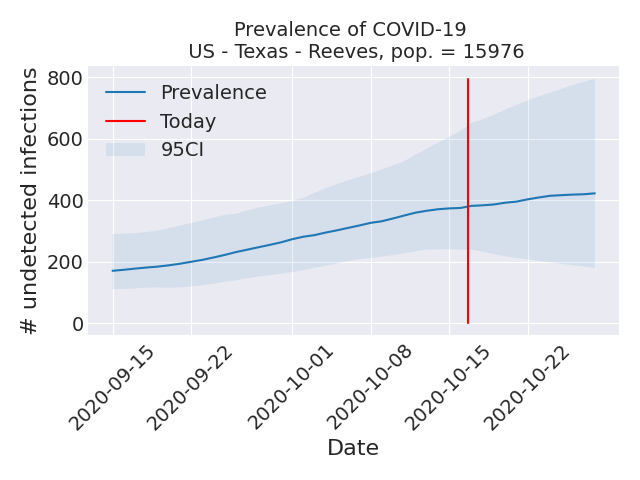 Prevalence of COVID-19
US - Texas - Reeves, pop. = 15976
# undetected infections
800
600
400
200
0
Prevalence
Today
95CI
2020-09-15
2020-09-22
2020-10-01
2020-10-08
2020-10-15
2020-10-22
Date